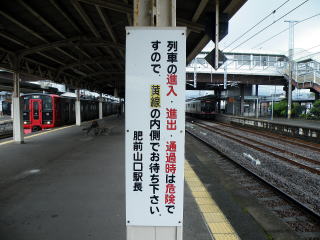 列車の進入・進出・通過時は危険で
すので、黄線の内側でお待ち下さい。
肥前山口駅長